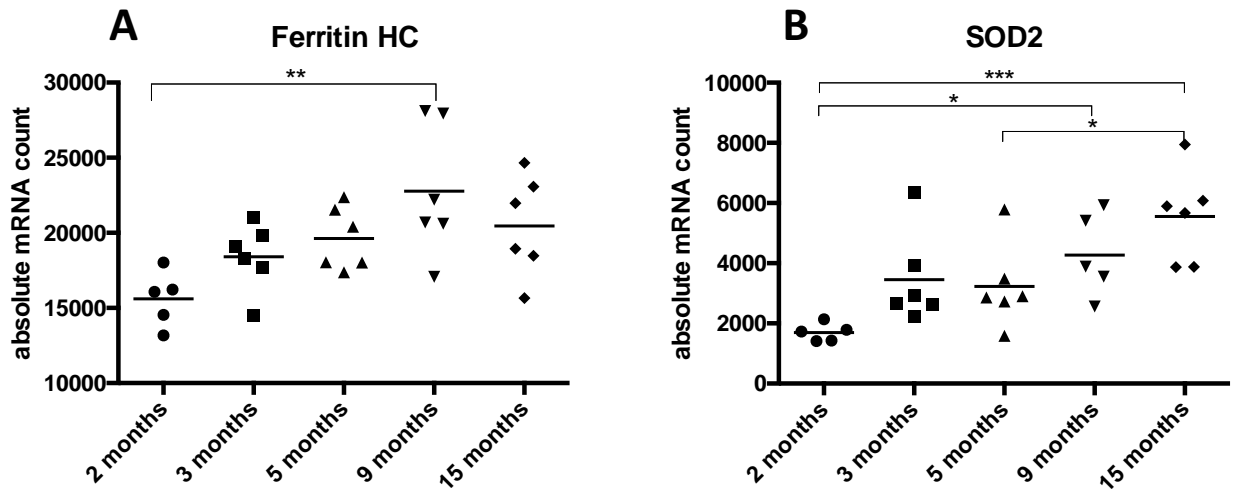 A
Ferritin HC
**
30000
25000
20000
15000
10000
absolute mRNA count
2 months
3 months
5 months
9 months
15 months
B
SOD2
***
*
*
10000
8000
6000
4000
2000
0
absolute mRNA count
2 months
3 months
5 months
9 months
15 months